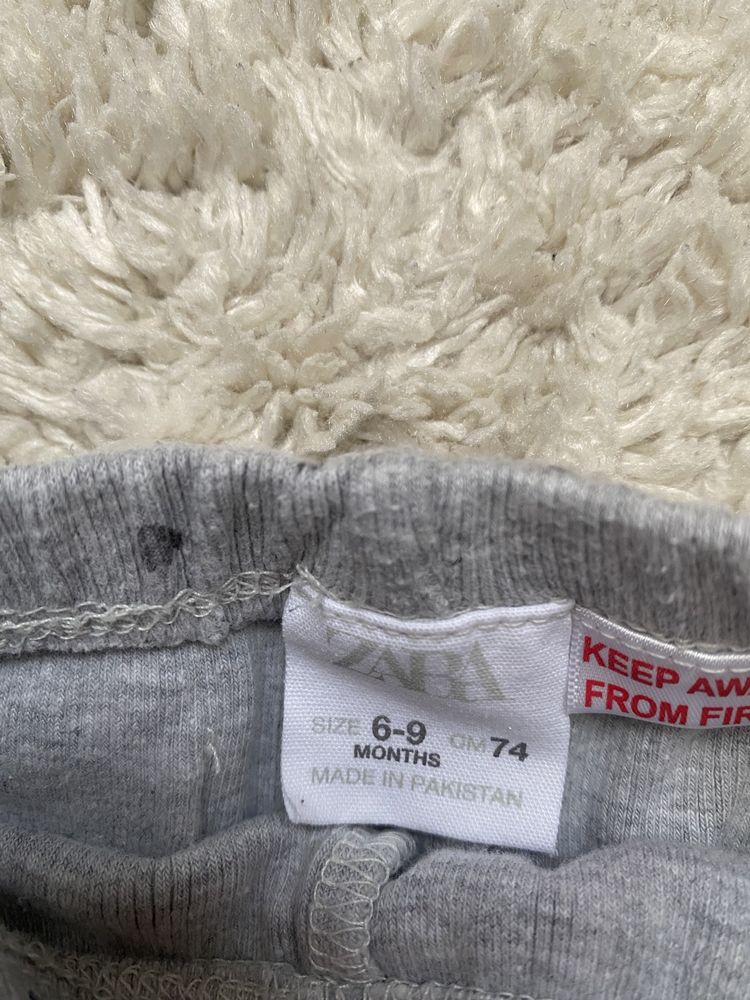 ZARA
SIZE 6-9 CM 74
MONTHS
MADE IN PAKISTAN
KEEP AW
FROM FIR